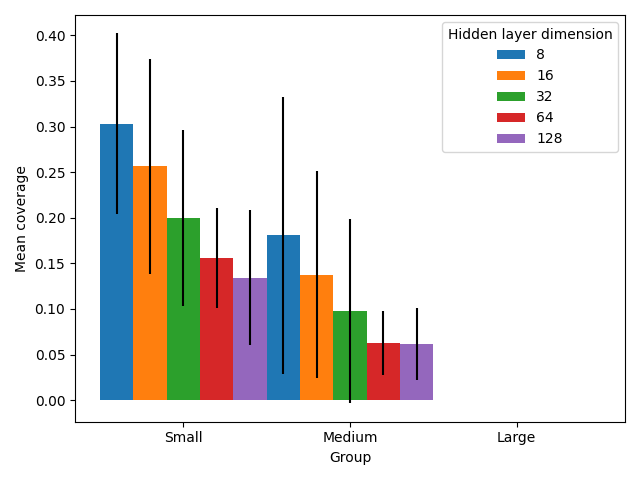 Hidden layer dimension
8
16
32
64
128
Mean coverage
0.40
0.35
0.30
0.25
0.20
0.15
0.10
0.05
0.00
Small
Medium
Large
Group